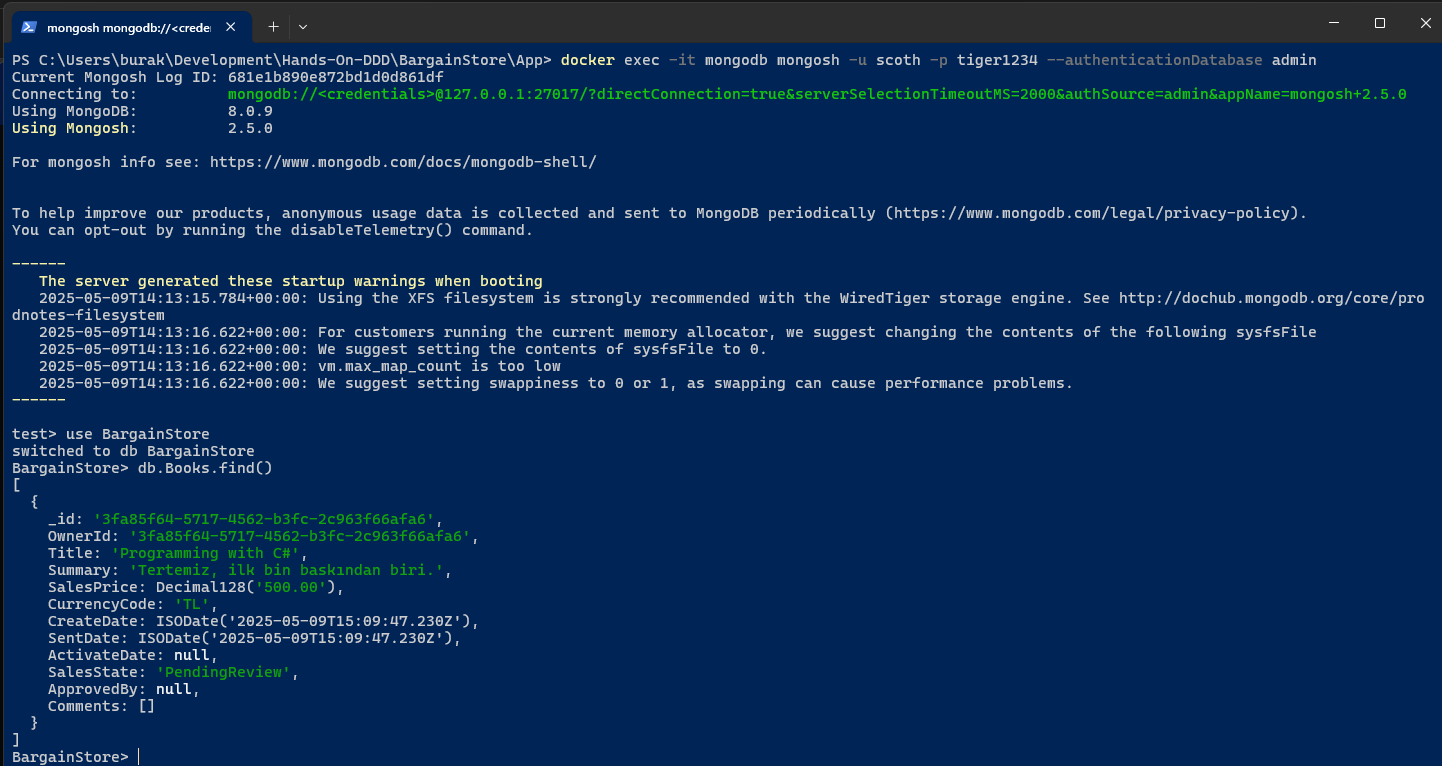 mongosh mongodb://<crede
PS C:\Users\burak\Development\Hands-On-DDD\BargainStore\App> docker exec -it mongodb mongosh -u scoth -p tiger1234 --authenticationDatabase admin
Current Mongosh Log ID: 681e1b890e872bd1d0d861df
Connecting to:          mongodb://<credentials>@127.0.0.1:27017/?directConnection=true&serverSelectionTimeoutMS=2000&authSource=admin&appName=mongosh+2.5.0
Using MongoDB:          8.0.9
Using Mongosh:          2.5.0
For mongosh info see: https://www.mongodb.com/docs/mongodb-shell/
To help improve our products, anonymous usage data is collected and sent to MongoDB periodically (https://www.mongodb.com/legal/privacy-policy).
You can opt-out by running the disableTelemetry() command.
------
   The server generated these startup warnings when booting
   2025-05-09T14:13:15.784+00:00: Using the XFS filesystem is strongly recommended with the WiredTiger storage engine. See http://dochub.mongodb.org/core/pro
dnotes-filesystem
   2025-05-09T14:13:16.622+00:00: For customers running the current memory allocator, we suggest changing the contents of the following sysfsFile
   2025-05-09T14:13:16.622+00:00: We suggest setting the contents of sysfsFile to 0.
   2025-05-09T14:13:16.622+00:00: vm.max_map_count is too low
   2025-05-09T14:13:16.622+00:00: We suggest setting swappiness to 0 or 1, as swapping can cause performance problems.
------
test> use BargainStore
switched to db BargainStore
BargainStore> db.Books.find()
[
  {
    _id: '3fa85f64-5717-4562-b3fc-2c963f66afa6',
    OwnerId: '3fa85f64-5717-4562-b3fc-2c963f66afa6',
    Title: 'Programming with C#',
    Summary: 'Tertemiz, ilk bin baskından biri.',
    SalesPrice: Decimal128('500.00'),
    CurrencyCode: 'TL',
    CreateDate: ISODate('2025-05-09T15:09:47.230Z'),
    SentDate: ISODate('2025-05-09T15:09:47.230Z'),
    ActivateDate: null,
    SalesState: 'PendingReview',
    ApprovedBy: null,
    Comments: []
  }
]
BargainStore>